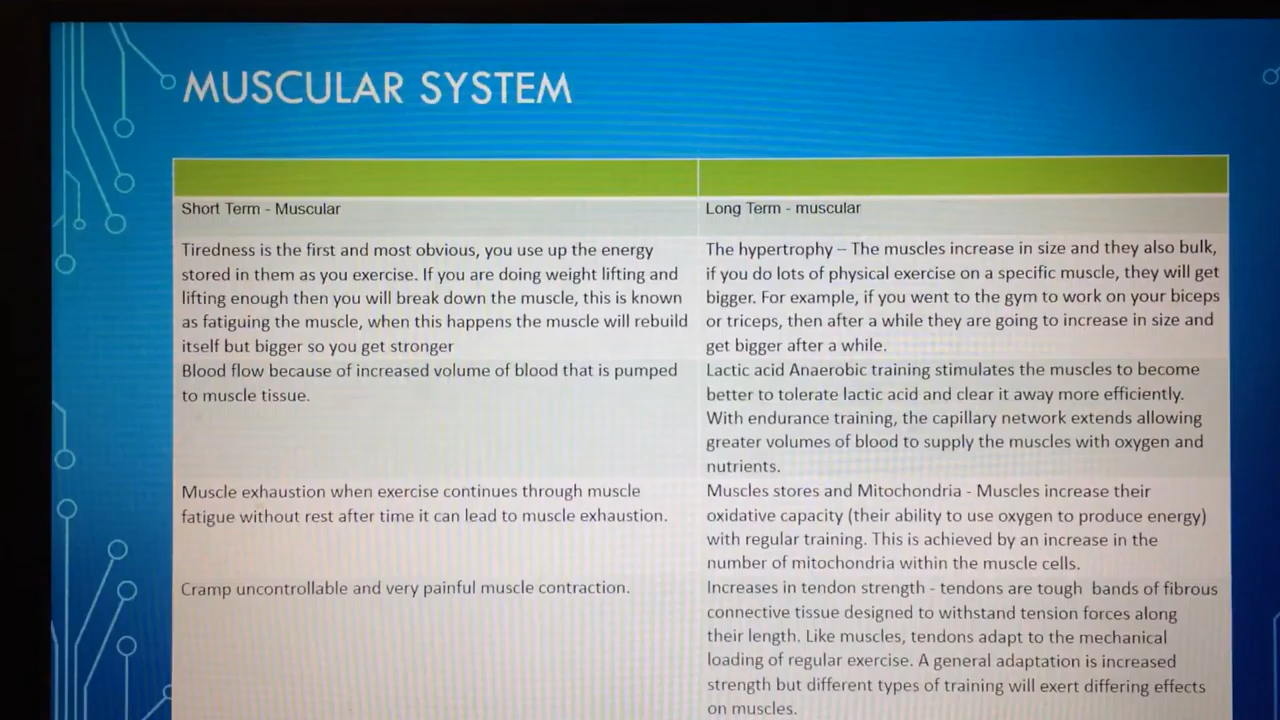 MUSCULAR SYSTEM
Short Term - Muscular
Tiredness is the first and most obvious, you use up the energy
stored in them as you exercise. If you are doing weight lifting and
lifting enough then you will break down the muscle, this is known
as fatiguing the muscle, when this happens the muscle will rebuild
itself but bigger so you get stronger
Blood flow because of increased volume of blood that is pumped
to muscle tissue.
Muscle exhaustion when exercise continues through muscle
fatigue without rest after time it can lead to muscle exhaustion.
Cramp uncontrollable and very painful muscle contraction.
Long Term - muscular
The hypertrophy – The muscles increase in size and they also bulk,
if you do lots of physical exercise on a specific muscle, they will get
bigger. For example, if you went to the gym to work on your biceps
or triceps, then after a while they are going to increase in size and
get bigger after a while.
Lactic acid Anaerobic training stimulates the muscles to become
better to tolerate lactic acid and clear it away more efficiently.
With endurance training, the capillary network extends allowing
greater volumes of blood to supply the muscles with oxygen and
nutrients.
Muscles stores and Mitochondria - Muscles increase their
oxidative capacity (their ability to use oxygen to produce energy)
with regular training. This is achieved by an increase in the
number of mitochondria within the muscle cells.
Increases in tendon strength - tendons are tough bands of fibrous
connective tissue designed to withstand tension forces along
their length. Like muscles, tendons adapt to the mechanical
loading of regular exercise. A general adaptation is increased
strength but different types of training will exert differing effects
on muscles.